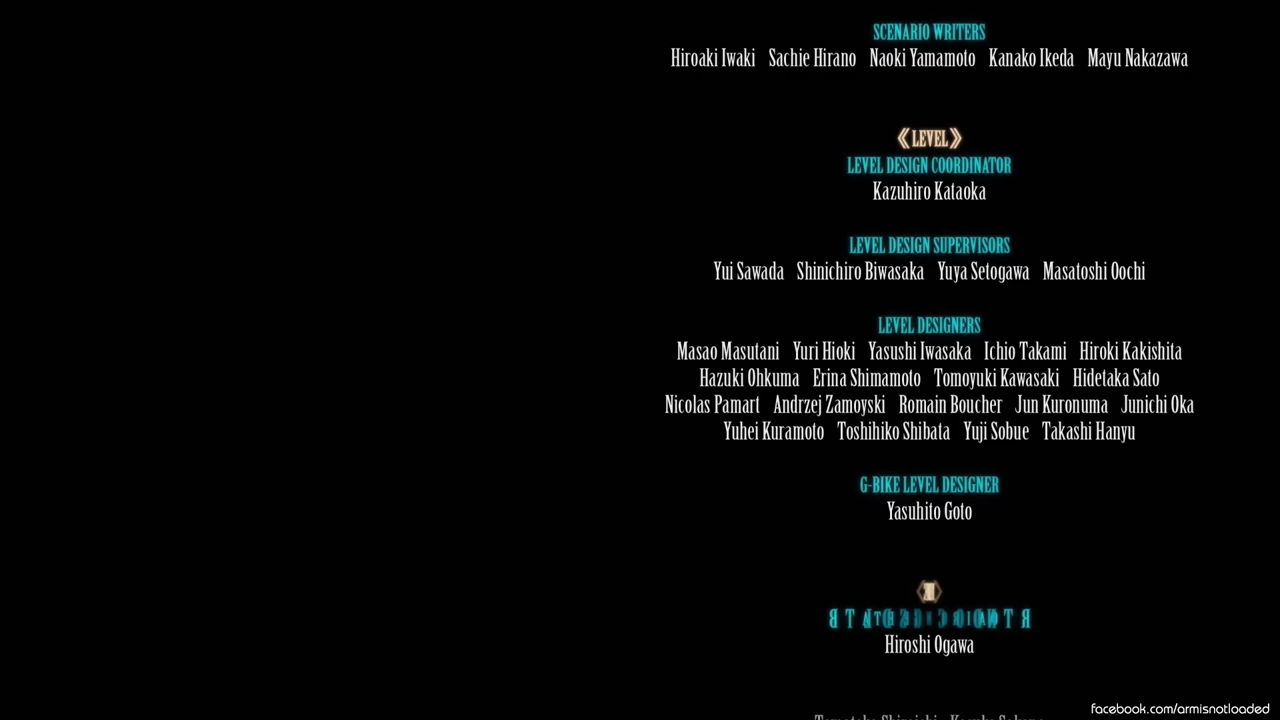 SCENARIO WRITERS
Hiroaki Iwaki Sachie Hirano Naoki Yamamoto Kanako Ikeda Mayu Nakazawa
《LEVEL》
LEVEL DESIGN COORDINATOR
Kazuhiro Kataoka
LEVEL DESIGN SUPERVISORS
Yui Sawada Shinichiro Biwasaka Yuya Setogawa Masatoshi Oochi
LEVEL DESIGNERS
Masao Masutani Yuri Hioki Yasushi Iwasaka Ichio Takami Hiroki Kakishita
Hazuki Ohkuma Erina Shimamoto Tomoyuki Kawasaki Hidetaka Sato
Nicolas Pamart Andrzej Zamoyski Romain Boucher Jun Kuronuma Junichi Oka
Yuhei Kuramoto Toshihiko Shibata Yuji Sobue Takashi Hanyu
G-BIKE LEVEL DESIGNER
Yasuhito Goto
Hiroshi Ogawa
facebook.com/armisnotloaded